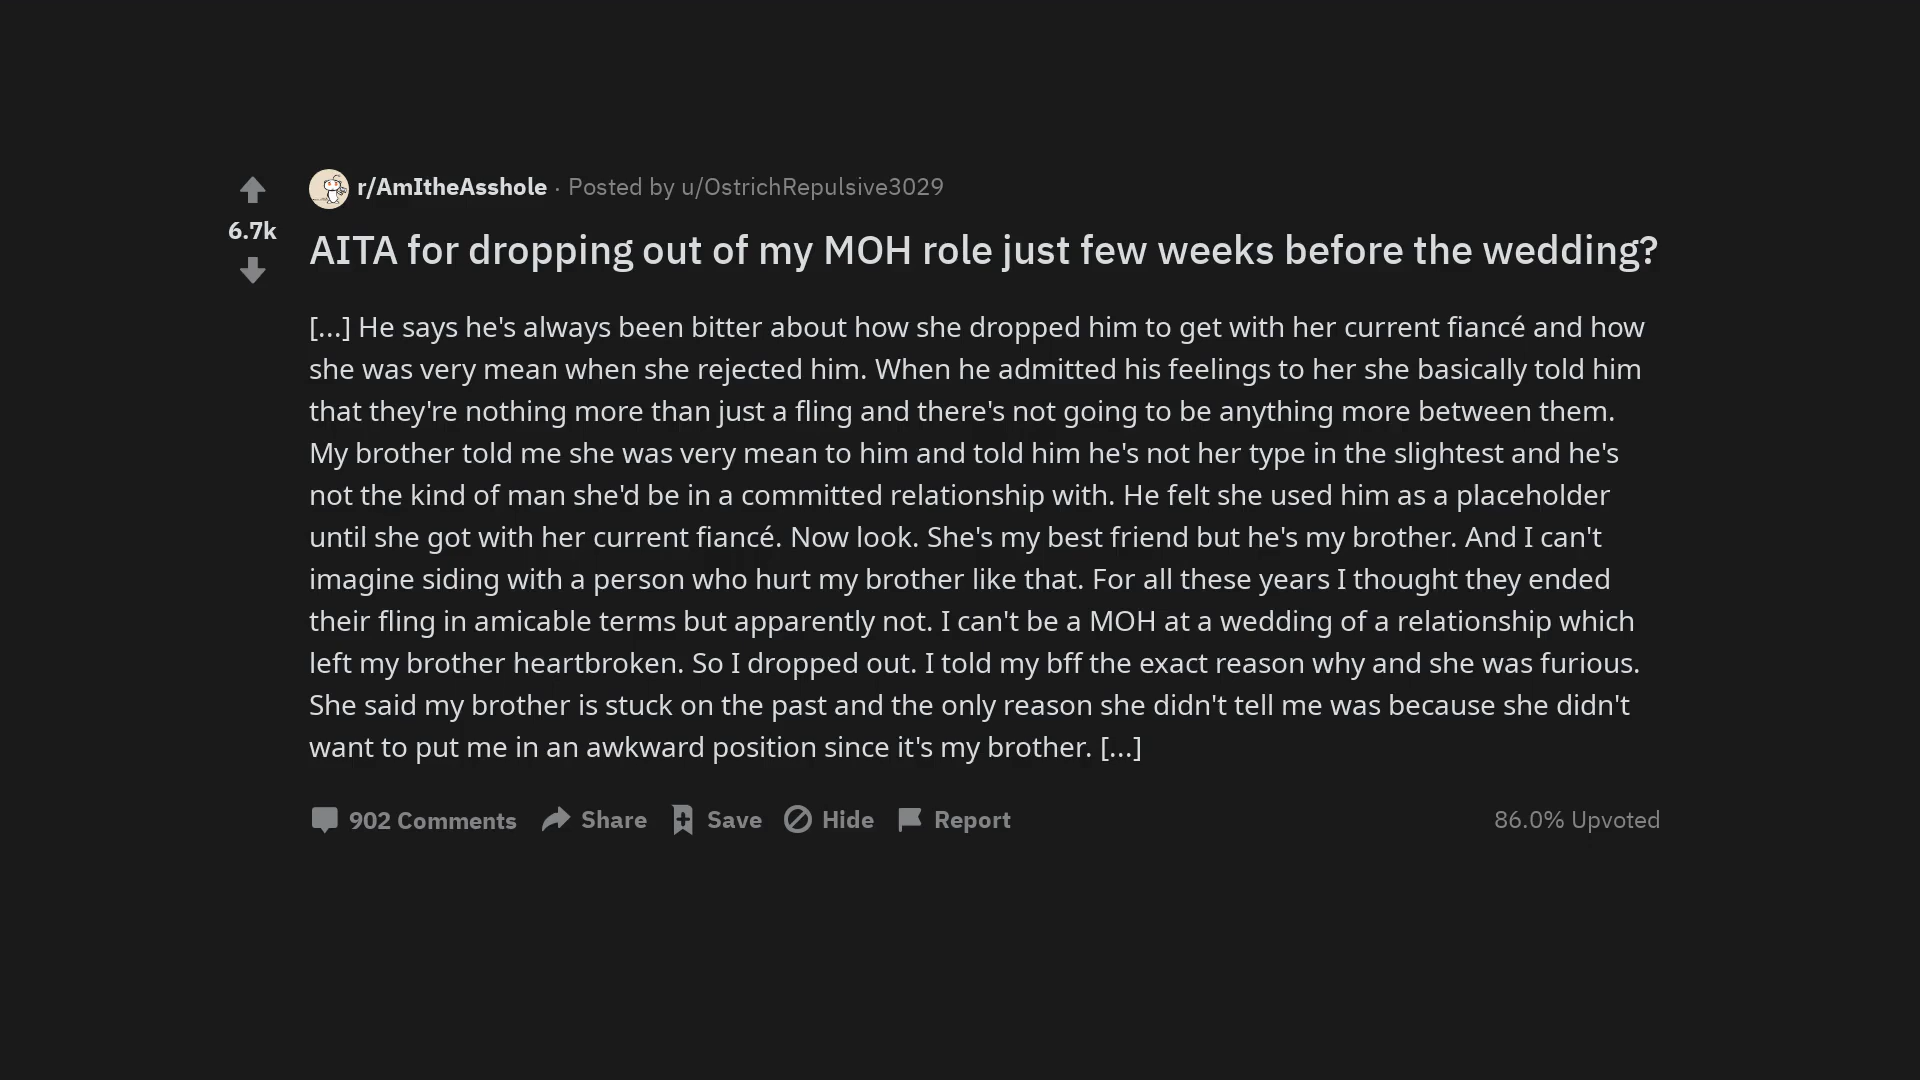 r/AmItheAsshole · Posted by u/OstrichRepulsive3029
6.7k
AITA for dropping out of my MOH role just few weeks before the wedding?
[...] He says he's always been bitter about how she dropped him to get with her current fiancé and how
she was very mean when she rejected him. When he admitted his feelings to her she basically told him
that they're nothing more than just a fling and there's not going to be anything more between them.
My brother told me she was very mean to him and told him he's not her type in the slightest and he's
not the kind of man she'd be in a committed relationship with. He felt she used him as a placeholder
until she got with her current fiancé. Now look. She's my best friend but he's my brother. And I can't
imagine siding with a person who hurt my brother like that. For all these years I thought they ended
their fling in amicable terms but apparently not. I can't be a MOH at a wedding of a relationship which
left my brother heartbroken. So I dropped out. I told my bff the exact reason why and she was furious.
She said my brother is stuck on the past and the only reason she didn't tell me was because she didn't
want to put me in an awkward position since it's my brother. [...]
902 Comments Share Save Hide Report 86.0% Upvoted